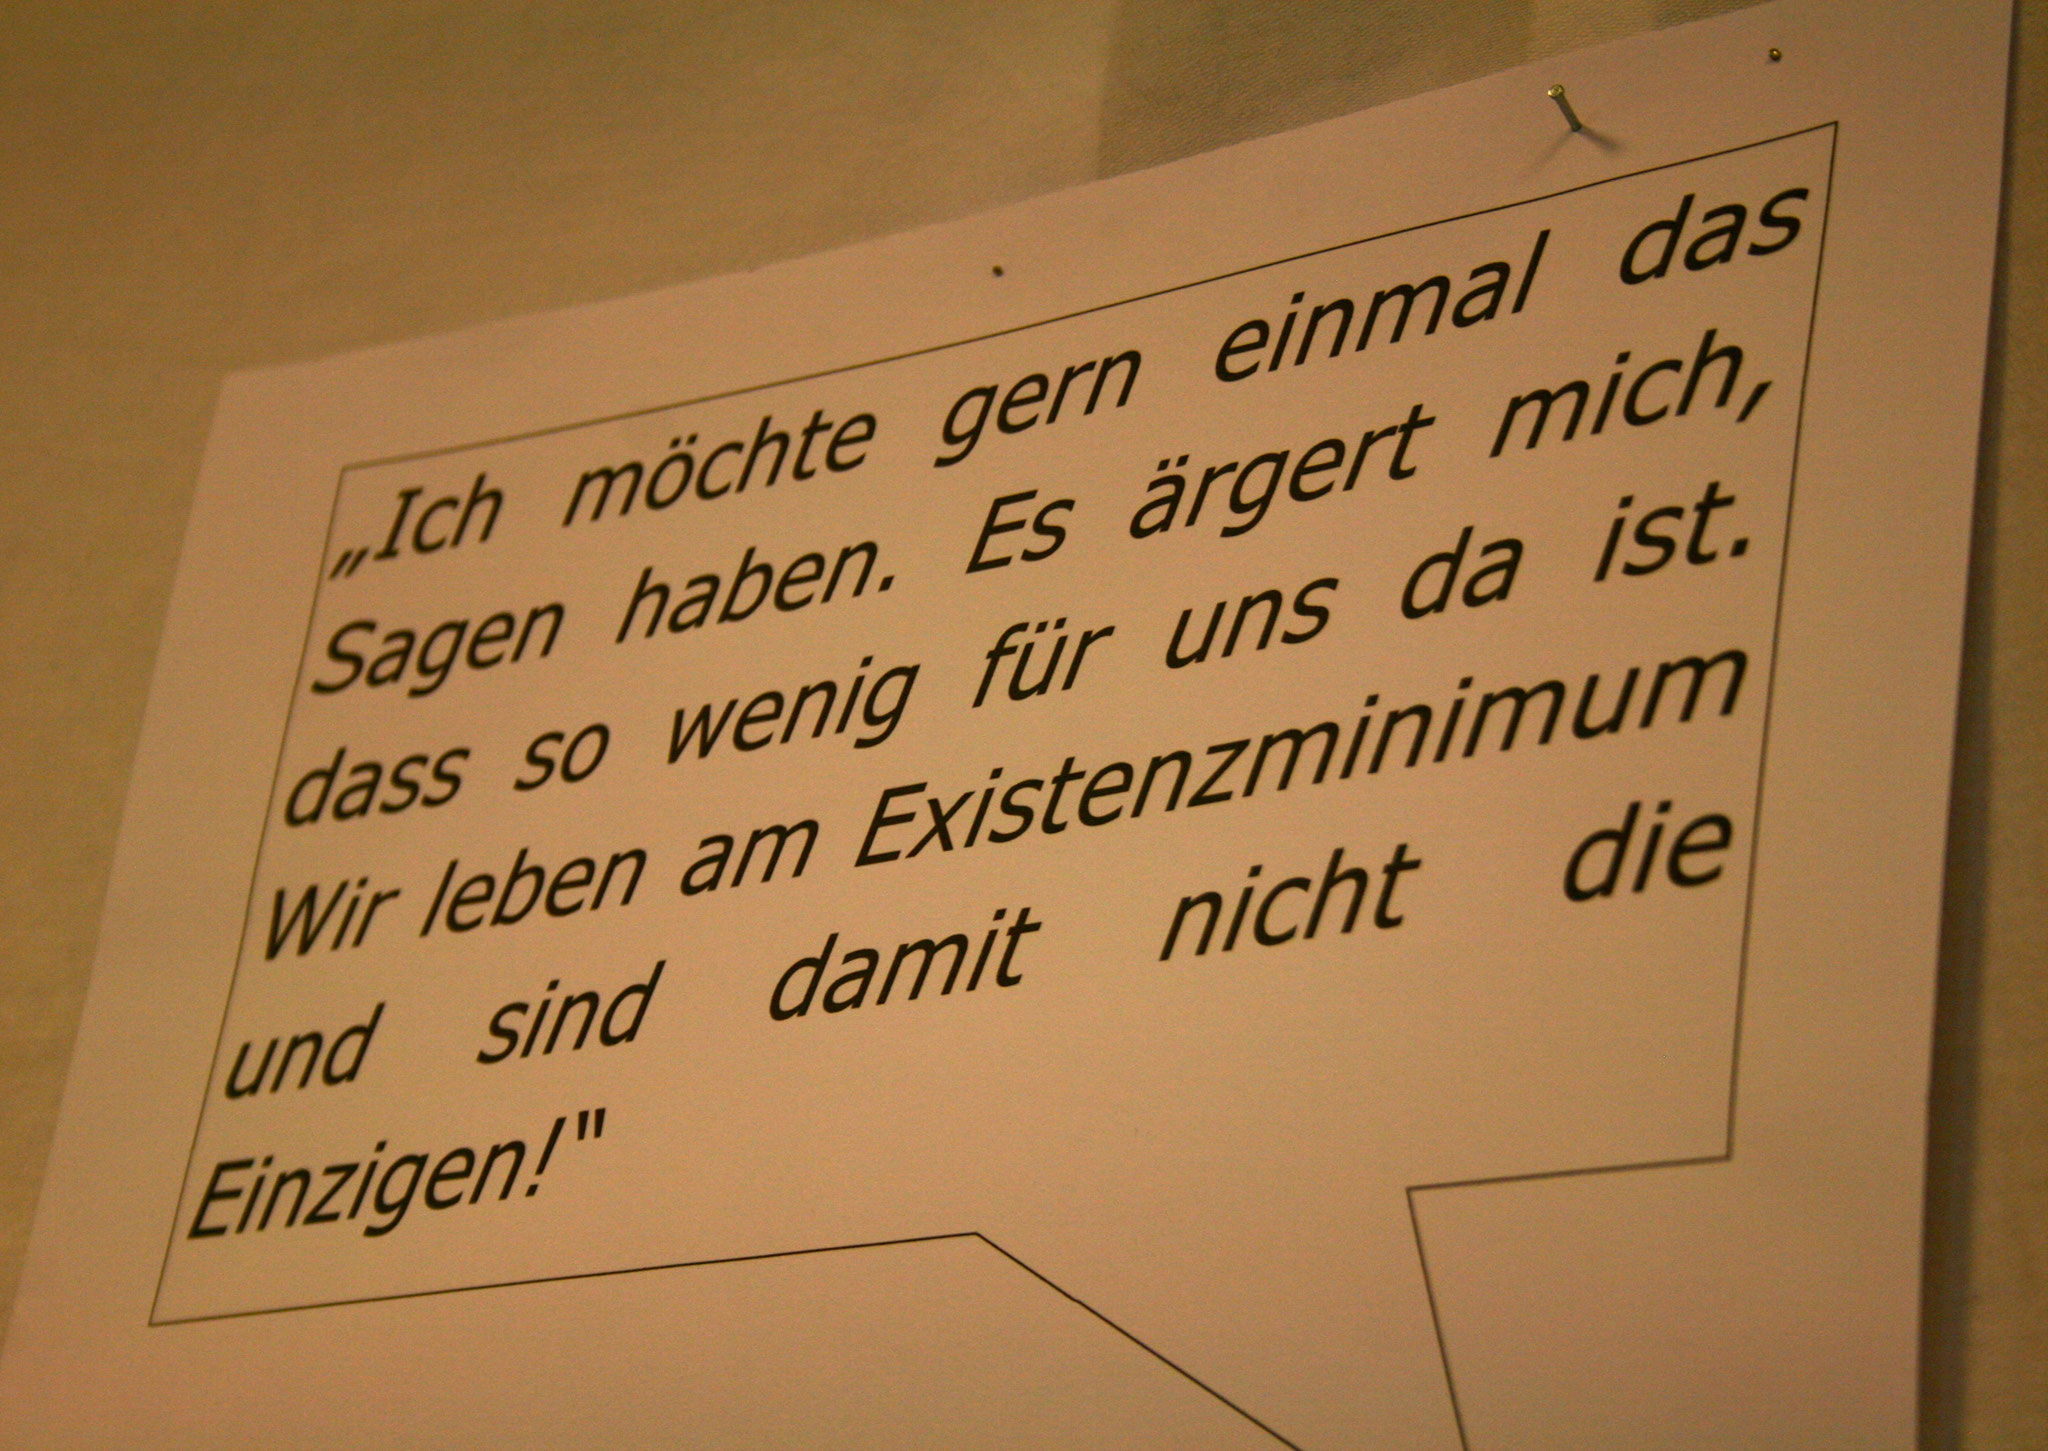 „Ich möchte gern einmal das
Sagen haben. Es ärgert mich,
dass so wenig für uns da ist.
Wir leben am Existenzminimum
und sind damit nicht die
Einzigen!"